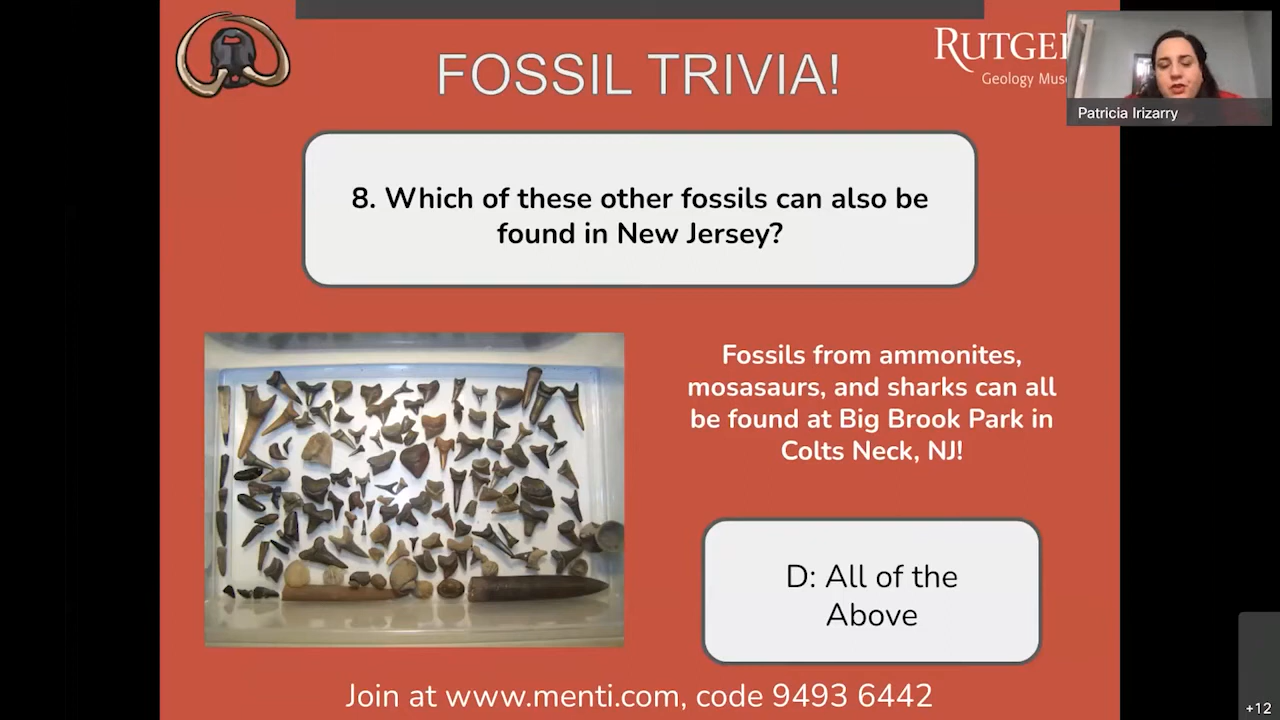 FOSSIL TRIVIA!
RUTGE
Geology Mus
Patricia Irizarry
8. Which of these other fossils can also be
found in New Jersey?
Fossils from ammonites,
mosasaurs, and sharks can all
be found at Big Brook Park in
Colts Neck, NJ!
D: All of the
Above
Join at www.menti.com, code 9493 6442
+12